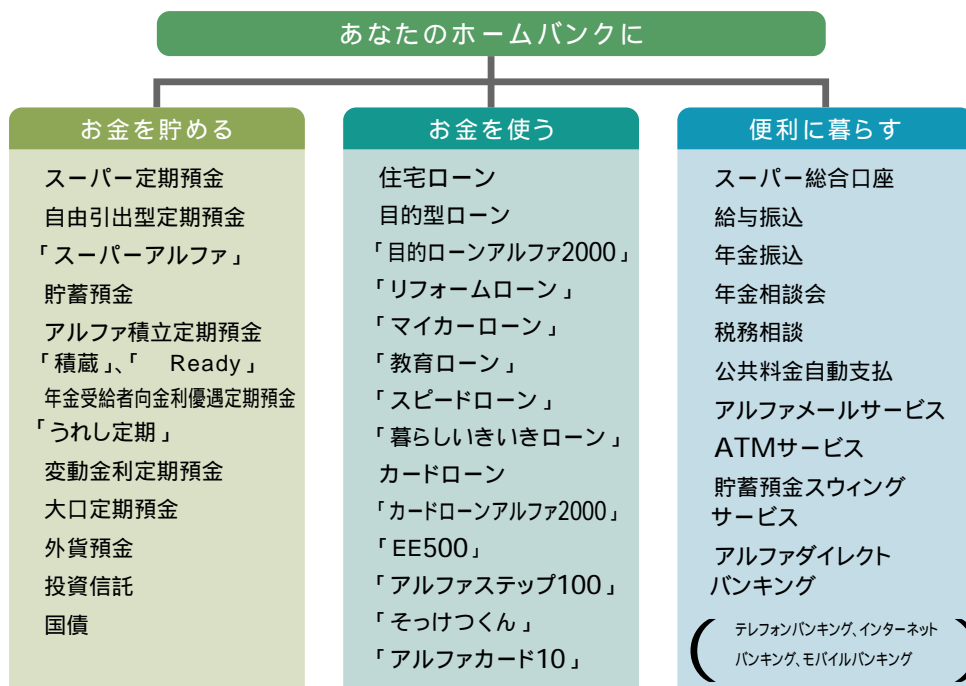 あなたのホームバンクに
お金を貯める
スーパー定期預金
自由引出型定期預金
「スーパーアルファ」
貯蓄預金
アルファ積立定期預金
「積蔵」、「　Ready」
年金受給者向金利優遇定期預金
「うれし定期」
変動金利定期預金
大口定期預金
外貨預金
投資信託
国債
お金を使う
住宅ローン
目的型ローン
「目的ローンアルファ2000」
「リフォームローン」
「マイカーローン」
「教育ローン」
「スピードローン」
「暮らしいきいきローン」
カードローン
「カードローンアルファ2000」
「EE500」
「アルファステップ100」
「そっけつくん」
「アルファカード10」
便利に暮らす
スーパー総合口座
給与振込
年金振込
年金相談会
税務相談
公共料金自動支払
アルファメールサービス
ATMサービス
貯蓄預金スウィング
サービス
アルファダイレクト
バンキング
(テレフォンバンキング、インターネット
バンキング、モバイルバンキング)